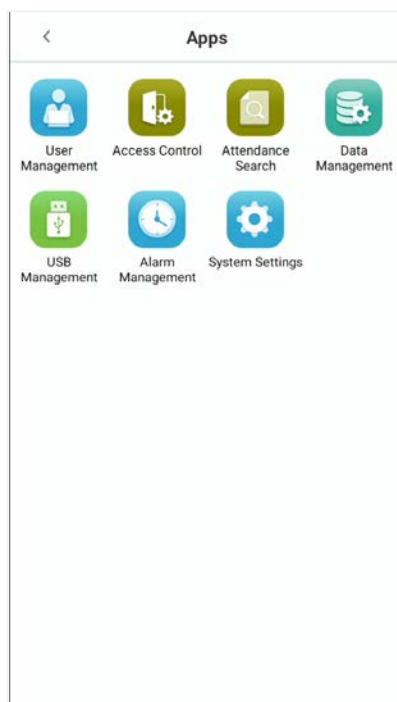 Apps
User
Management
Access Control
Attendance
Search
Data
Management
USB
Management
Alarm
Management
System Settings